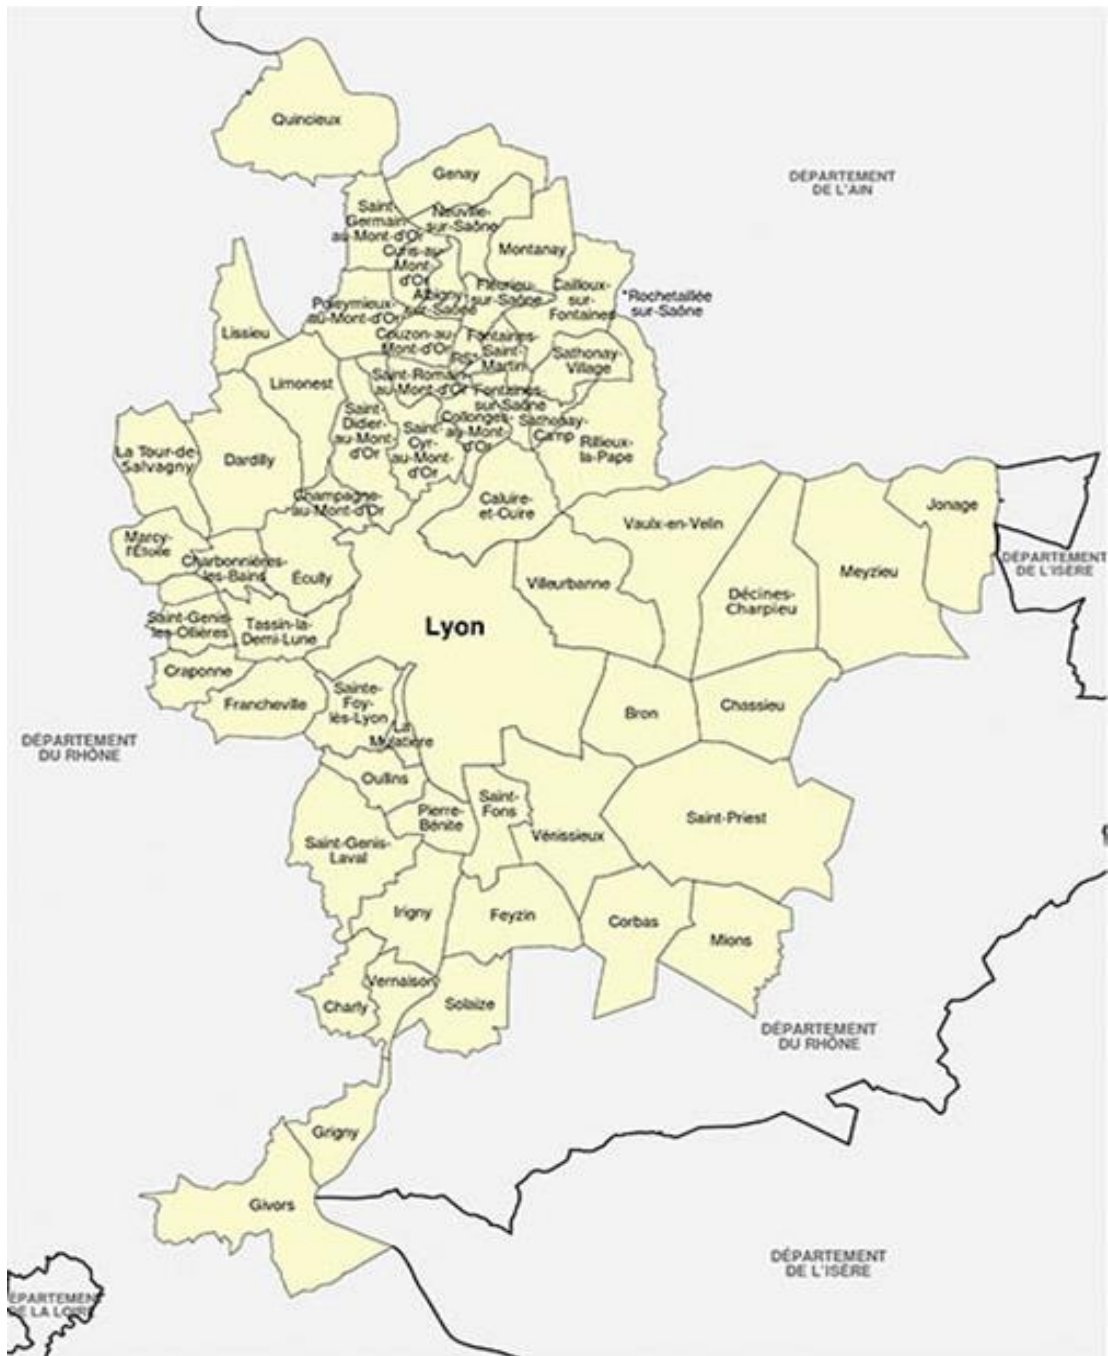 Quincieux
DÉPARTEMENT
DE L'AIN
Genay
Saint-
Germain-
au-Mont-d'Or
Neuville-
sur-Saône
Curis-au-
Mont-
d'Or
Montanay
Albigny-
sur-Saône
Fleurieu-
sur-Saône
Cailloux-
sur-
Fontaines
*Rochetaillée
sur-Saône
Poleymieux-
au-Mont-d'Or
Lissieu
Couzon-au-
Mont-d'Or
Fontaines-
Saint-
Martin
RS*
Sathonay-
Village
Limonest
Saint-Romain-
au-Mont-d'Or
Fontaines-
sur-Saône
Saint-
Didier-
au-Mont-
d'Or
Saint-
Cyr-
au-Mont-
d'Or
Collonges-
au-Mont-
d'Or
Sathonay-
Camp
Rillieux-
la-Pape
La Tour-de-
Salvagny
Dardilly
Champagne-
au-Mont-d'Or
Caluire-
et-Cuire
Vaulx-en-Velin
Jonage
Marcy-
l'Étoile
Charbonnières-
les-Bains
Écully
Villeurbanne
Décines-
Charpieu
Meyzieu
DÉPARTEMENT
DE L'ISÈRE
Saint-Genis-
les-Ollières
Tassin-la-
Demi-Lune
Lyon
Craponne
Francheville
Sainte-
Foy-
lès-Lyon
La
Mulatière
Bron
Chassieu
DÉPARTEMENT
DU RHÔNE
Oullins
Pierre-
Bénite
Saint-
Fons
Vénissieux
Saint-Priest
Saint-Genis-
Laval
Irigny
Feyzin
Corbas
Mions
Vernaison
Charly
Solaize
DÉPARTEMENT
DU RHÔNE
Grigny
Givors
DÉPARTEMENT
DE L'ISÈRE
ÉPARTEMEN
DE LA LOIRE